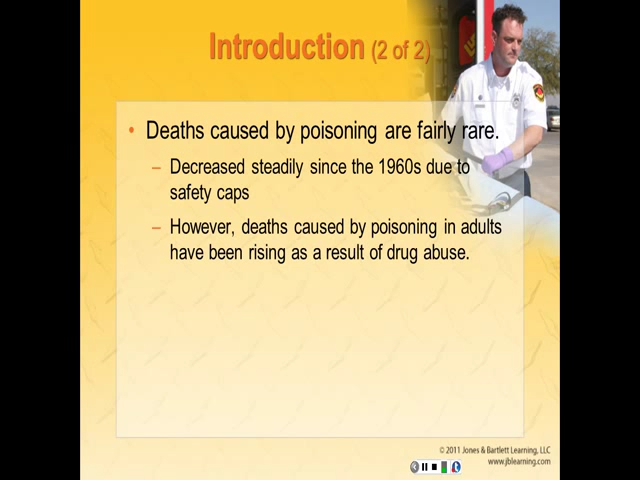 Introduction (2 of 2)
• Deaths caused by poisoning are fairly rare.
– Decreased steadily since the 1960s due to
safety caps
– However, deaths caused by poisoning in adults
have been rising as a result of drug abuse.
© 2011 Jones & Bartlett Learning, LLC
www.jblearning.com